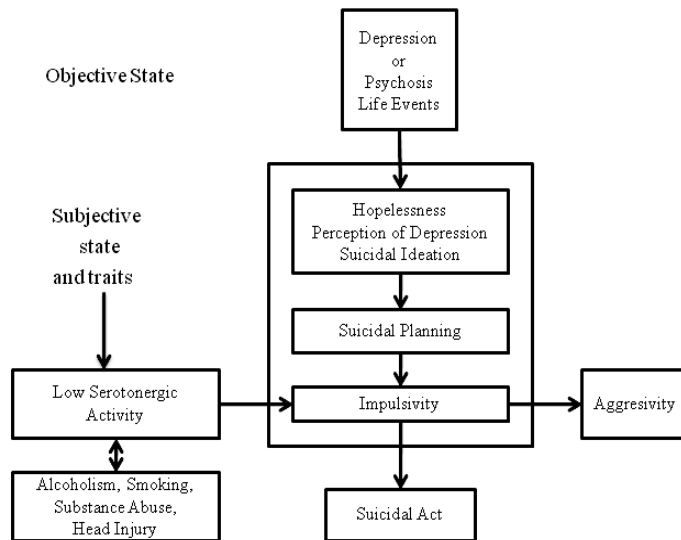 Depression
or
Psychosis
Life Events
Objective State
Hopelessness
Perception of Depression
Suicidal Ideation
Subjective
state
and traits
Suicidal Planning
Low Serotonergic
Activity
Impulsivity
Aggresivity
Alcoholism, Smoking,
Substance Abuse,
Head Injury
Suicidal Act